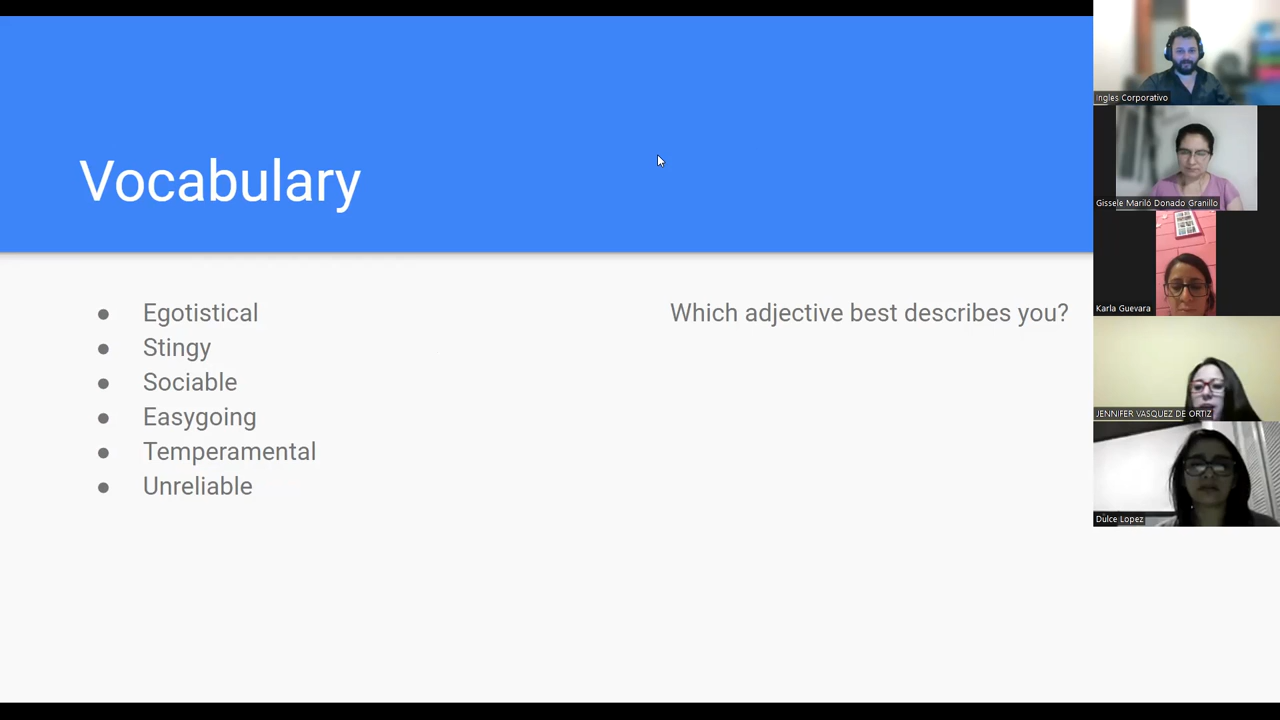 Vocabulary
Egotistical
Stingy
Sociable
Easygoing
Temperamental
Unreliable
Which adjective best describes you?
Ingles Corporativo
Gissele Mariló Donado Granillo
Karla Guevara
JENNIFER VASQUEZ DE ORTIZ
Dulce Lopez